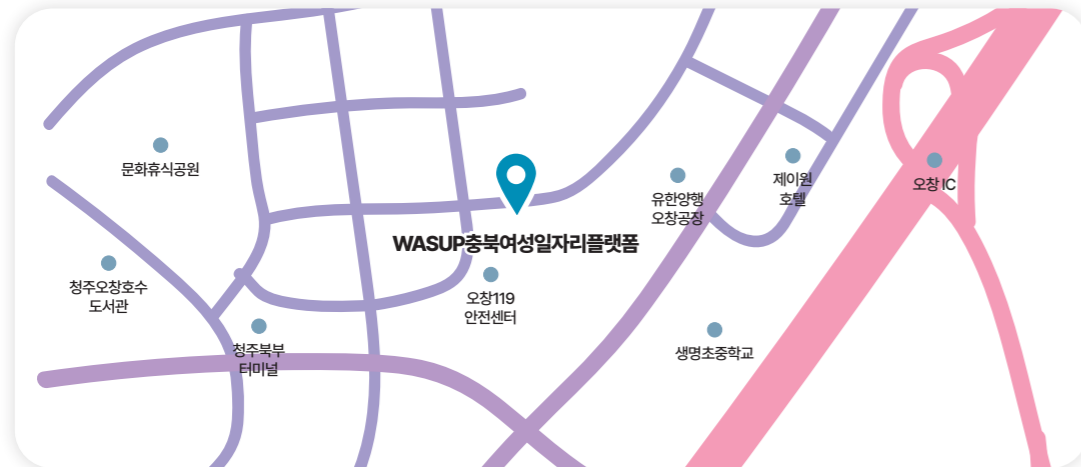 문화휴식공원
제이원
호텔
오창 IC
유한양행
오창공장
WASUP충북여성일자리플랫폼
청주오창호수
도서관
오창119
안전센터
청주북부
터미널
생명초중학교